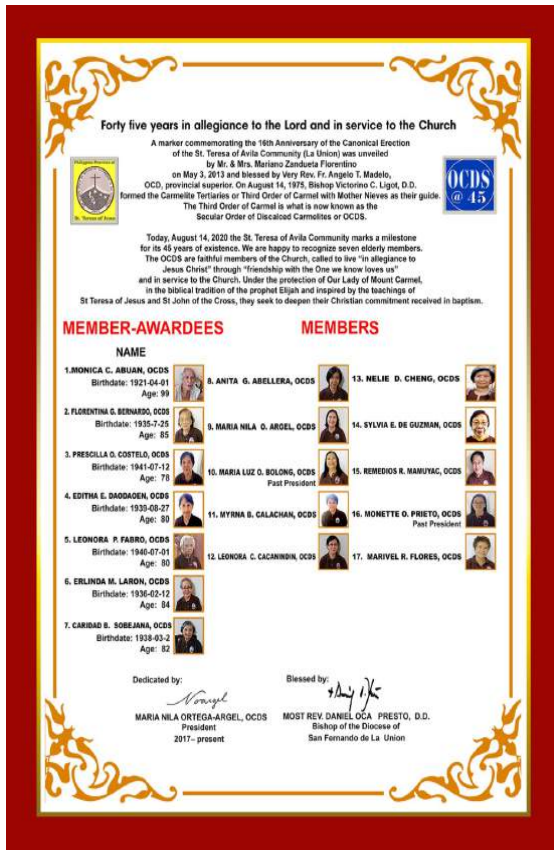 Forty five years in allegiance to the Lord and in service to the Church
A marker commemorating the 16th Anniversary of the Canonical Erection
of the St. Teresa of Avila Community (La Union) was unveiled
by Mr. & Mrs. Mariano Zandueta Florentino
on May 3, 2013 and blessed by Very Rev. Fr. Angelo T. Madelo,
OCD, provincial superior. On August 14, 1975, Bishop Victorino C. Ligot, D.D.
formed the Carmelite Tertiaries or Third Order of Carmel with Mother Nieves as their guide.
The Third Order of Carmel is what is now known as the
Secular Order of Discalced Carmelites or OCDS.
Philippine Province of
St. Teresa of Jesus
OCDS
@ 45
Today, August 14, 2020 the St. Teresa of Avila Community marks a milestone
for its 45 years of existence. We are happy to recognize seven elderly members.
The OCDS are faithful members of the Church, called to live “in allegiance to
Jesus Christ” through “friendship with the One we know loves us”
and in service to the Church. Under the protection of Our Lady of Mount Carmel,
in the biblical tradition of the prophet Elijah and inspired by the teachings of
St Teresa of Jesus and St John of the Cross, they seek to deepen their Christian commitment received in baptism.
MEMBER-AWARDEES
NAME
1.MONICA C. ABUAN, OCDS
Birthdate: 1921-04-01
Age: 99
2. FLORENTINA G. BERNARDO, OCDS
Birthdate: 1935-7-25
Age: 85
3. PRESCILLA O. COSTELO, OCDS
Birthdate: 1941-07-12
Age: 78
4. EDITHA E. DAODAOEN, OCDS
Birthdate: 1939-08-27
Age: 80
5. LEONORA P. FABRO, OCDS
Birthdate: 1940-07-01
Age: 80
6. ERLINDA M. LARON, OCDS
Birthdate: 1936-02-12
Age: 84
7. CARIDAD B. SOBEJANA, OCDS
Birthdate: 1938-03-2
Age: 82
MEMBERS
8. ANITA G. ABELLERA, OCDS
9. MARIA NILA O. ARGEL, OCDS
10. MARIA LUZ O. BOLONG, OCDS
Past President
11. MYRNA B. CALACHAN, OCDS
12. LEONORA C. CACANINDIN, OCDS
13. NELIE D. CHENG, OCDS
14. SYLVIA E. DE GUZMAN, OCDS
15. REMEDIOS R. MAMUYAC, OCDS
16. MONETTE O. PRIETO, OCDS
Past President
17. MARIVEL R. FLORES, OCDS
Dedicated by:
MARIA NILA ORTEGA-ARGEL, OCDS
President
2017– present
Blessed by:
MOST REV. DANIEL OCA PRESTO, D.D.
Bishop of the Diocese of
San Fernando de La Union